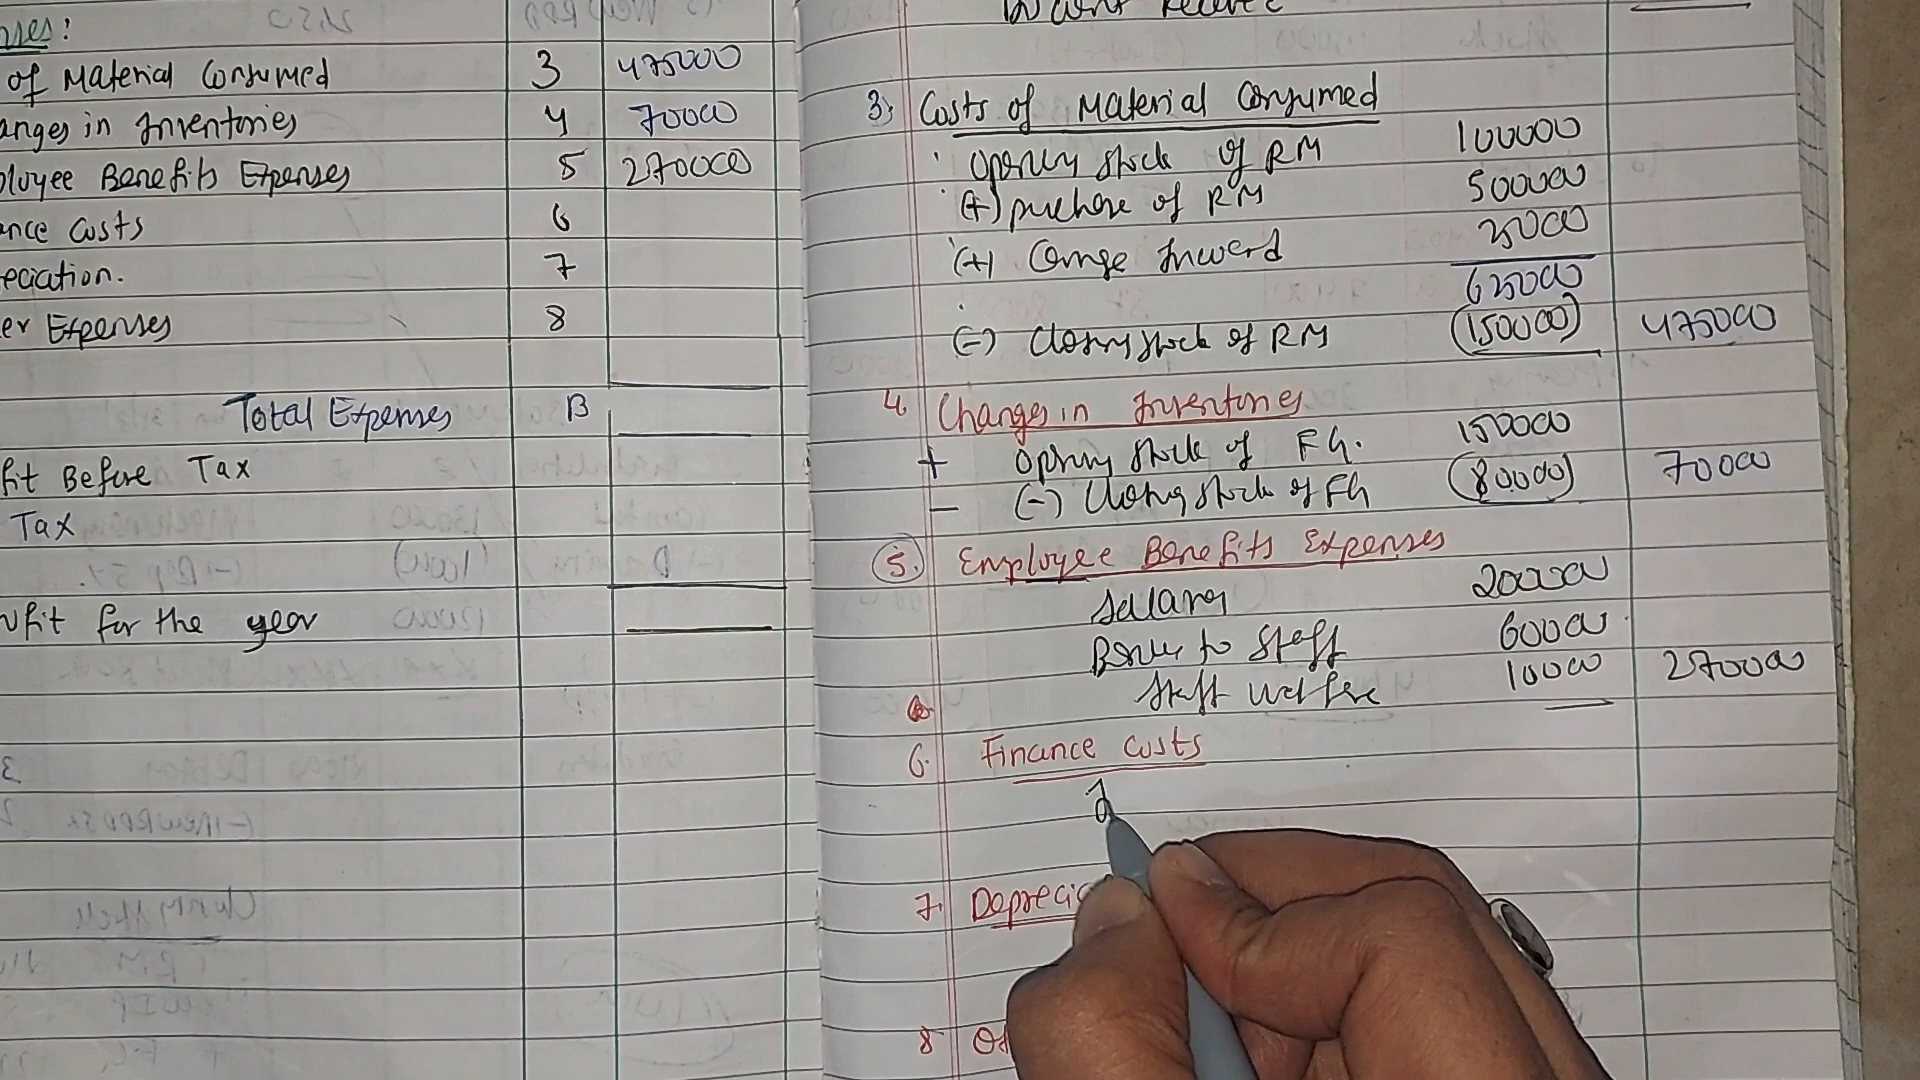 of Material Consumed 3 475000
anges in Inventories 4 70000
ployee Benefits Expenses 5 270000
ance Costs 6
eciation. 7
er Expenses 8
Total Expenses B
fit Before Tax
Tax
ofit for the year
3, Costs of Material Consumed
Opening stock of RM 100000
(+) purchase of RM 500000
(+) Carriage Inward 25000
625000
(-) Closing stock of RM (150000) 475000
4. Changes in Inventories
+ Opening stock of FG. 150000
- (-) Closing stock of FG (80000) 70000
5. Employee Benefits Expenses
Salaries 200000
Bonus to Staff 60000
Staff Welfare 10000 270000
6. Finance Costs
7. Deprecia
8